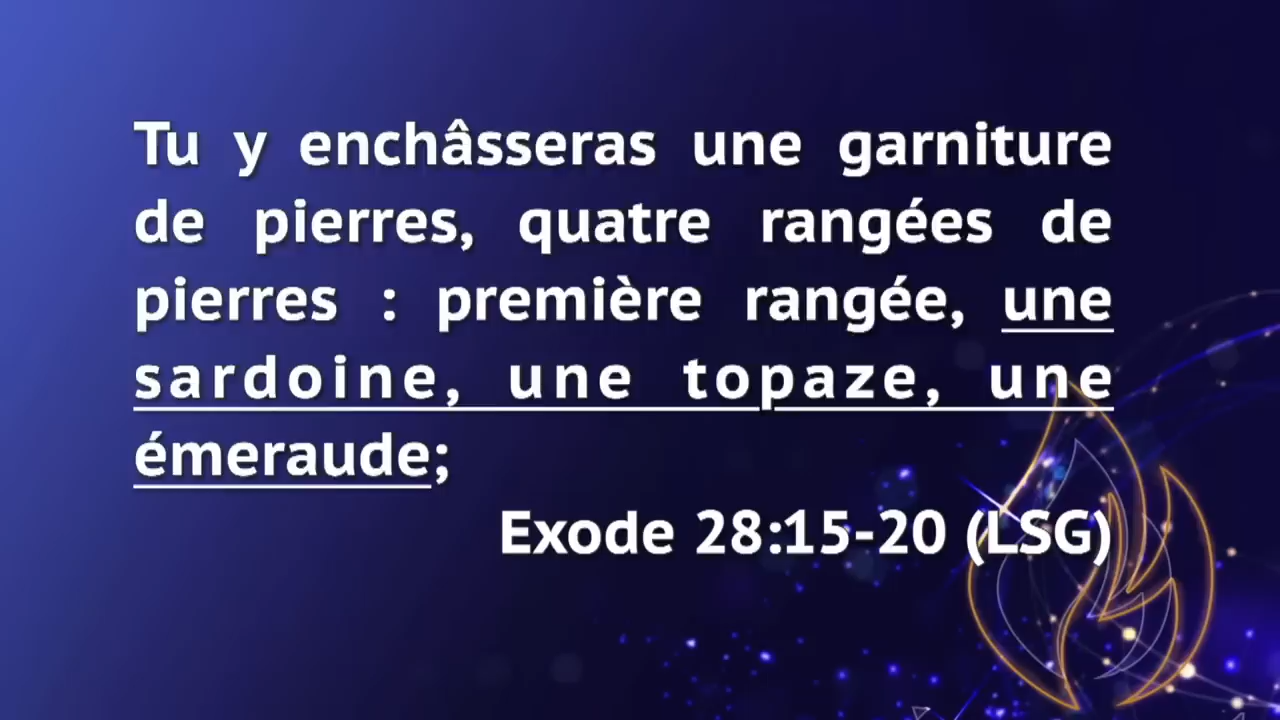 Tu y enchâsseras une garniture
de pierres, quatre rangées de
pierres : première rangée, une
sardoine, une topaze, une
émeraude;
Exode 28:15-20 (LSG)